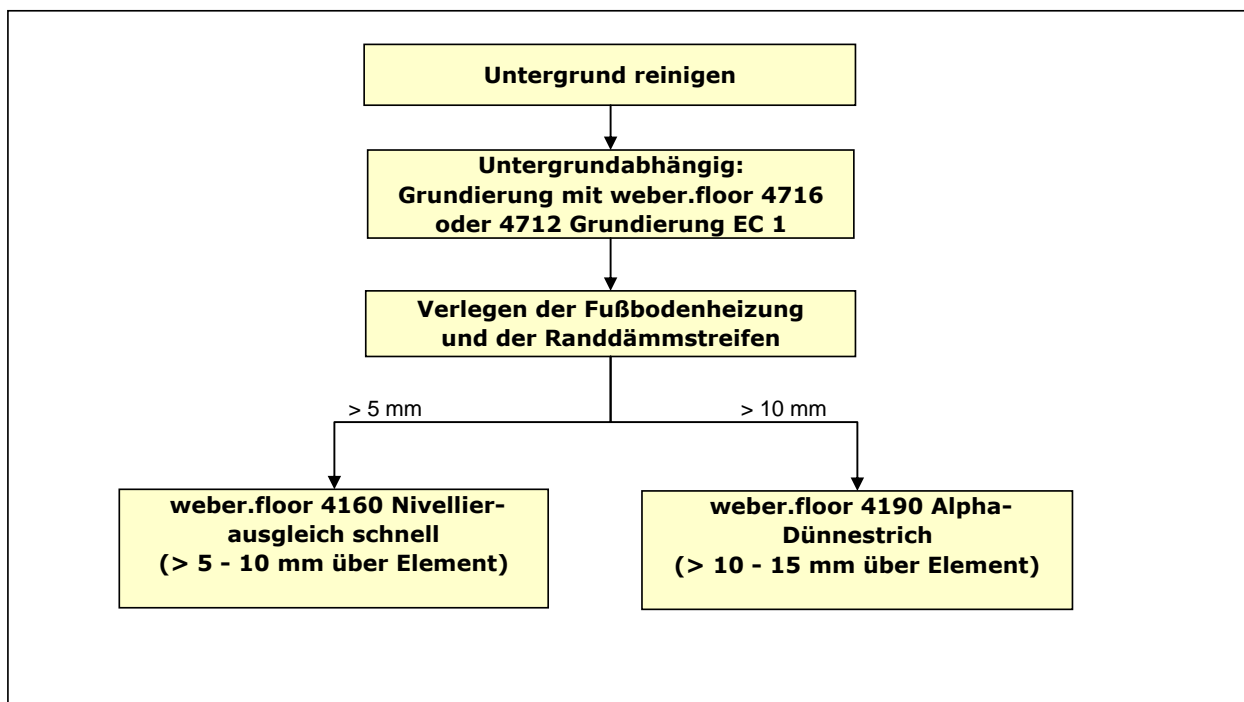 Untergrund reinigen
Untergrundabhängig:
Grundierung mit weber.floor 4716
oder 4712 Grundierung EC 1
Verlegen der Fußbodenheizung
und der Randdämmstreifen
> 5 mm
> 10 mm
weber.floor 4160 Nivellier-
ausgleich schnell
(> 5 - 10 mm über Element)
weber.floor 4190 Alpha-
Dünnestrich
(> 10 - 15 mm über Element)